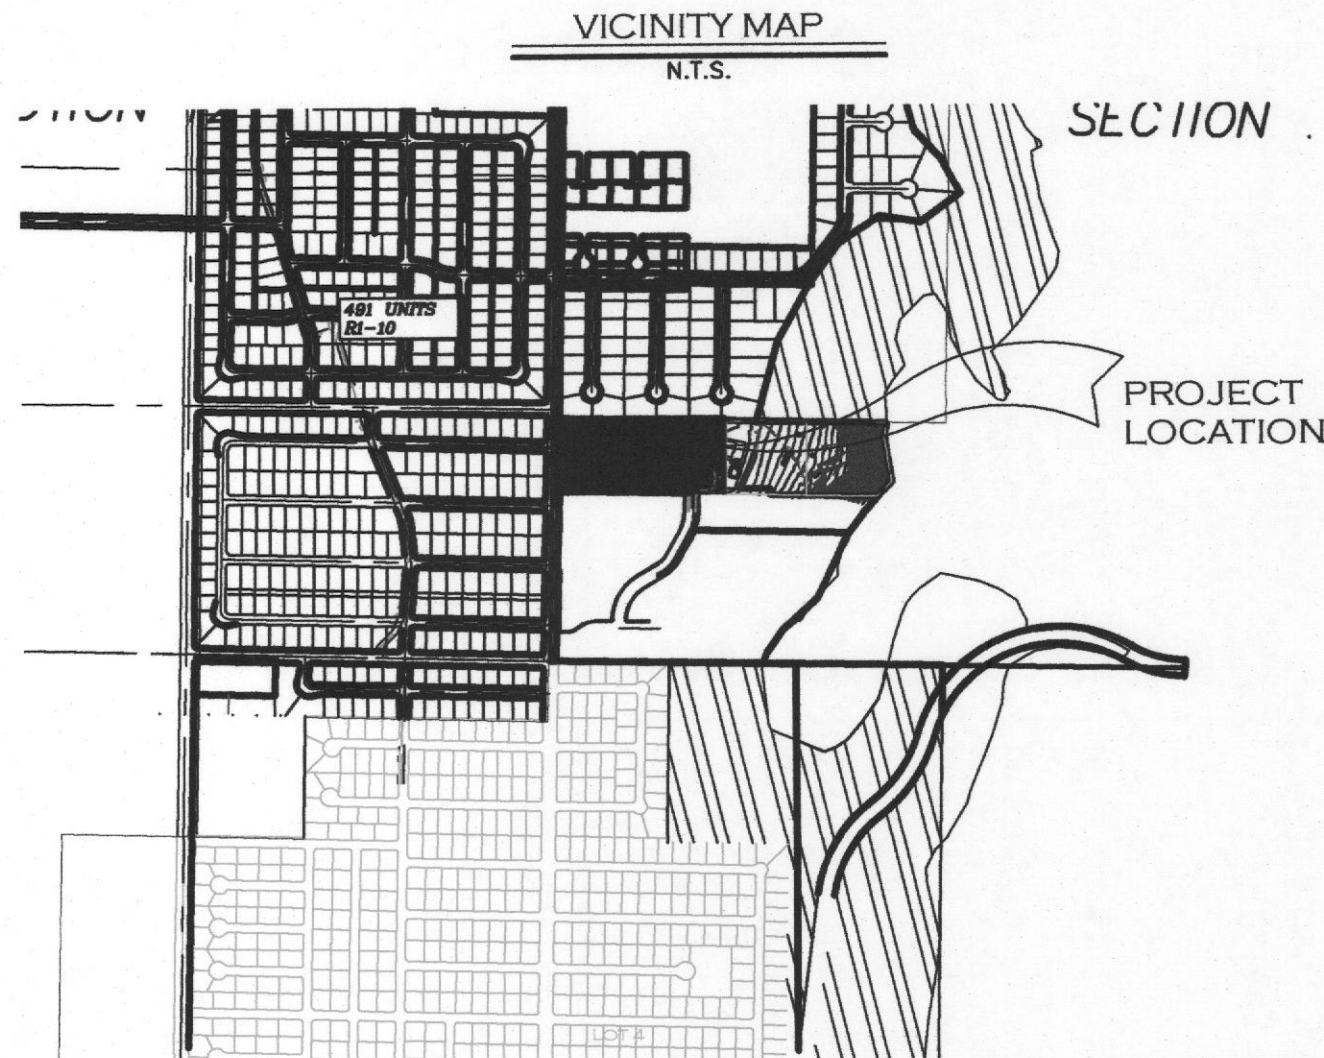 VICINITY MAP
N.T.S.
SECTION
491 UNITS
R1-10
PROJECT
LOCATION
LOT 4